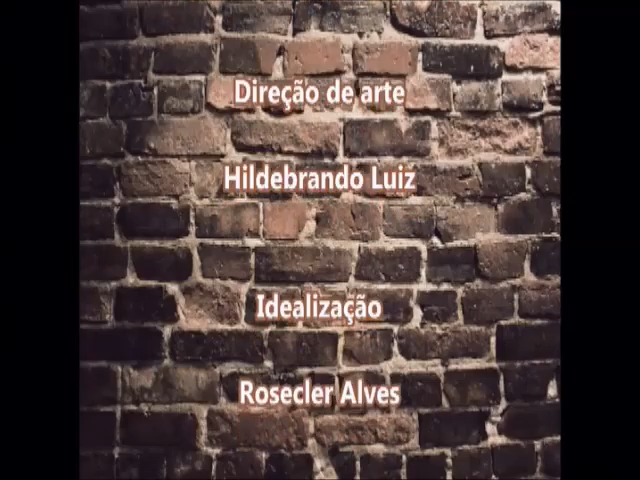 Direção de arte
Hildebrando Luiz
Idealização
Rosecler Alves